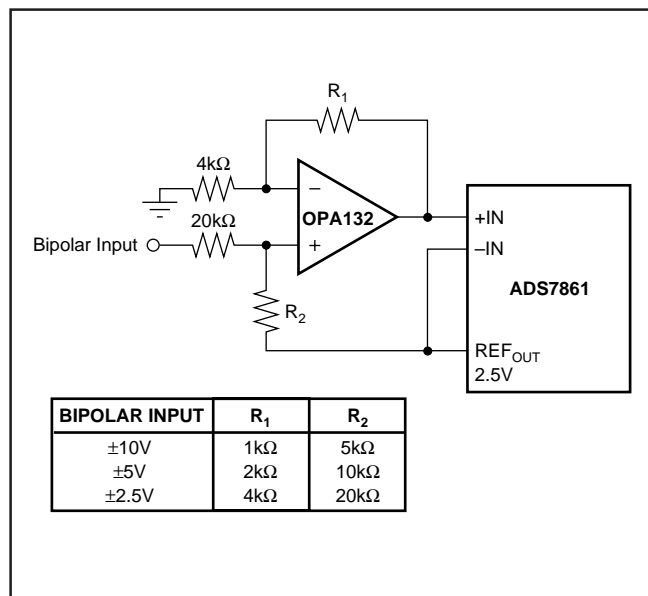 R₁
4kΩ
–
OPA132
+
20kΩ
Bipolar Input
R₂
+IN
–IN
ADS7861
REF_OUT
2.5V
BIPOLAR INPUT R₁ R₂
±10V 1kΩ 5kΩ
±5V 2kΩ 10kΩ
±2.5V 4kΩ 20kΩ